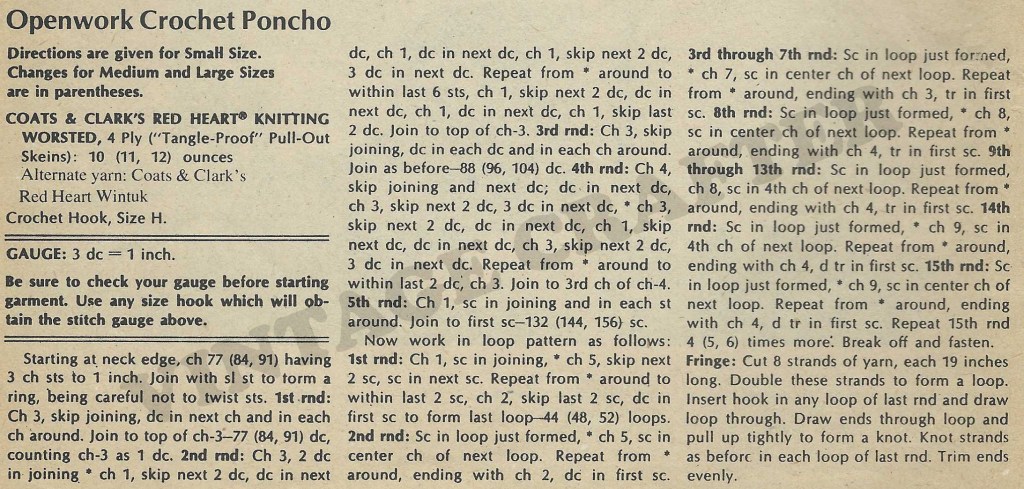 Openwork Crochet Poncho
Directions are given for Small Size.
Changes for Medium and Large Sizes
are in parentheses.
COATS & CLARK'S RED HEART® KNITTING
WORSTED, 4 Ply ("Tangle-Proof" Pull-Out
Skeins): 10 (11, 12) ounces
Alternate yarn: Coats & Clark's
Red Heart Wintuk
Crochet Hook, Size H.
GAUGE: 3 dc = 1 inch.
Be sure to check your gauge before starting
garment. Use any size hook which will ob-
tain the stitch gauge above.
Starting at neck edge, ch 77 (84, 91) having
3 ch sts to 1 inch. Join with sl st to form a
ring, being careful not to twist sts. 1st rnd:
Ch 3, skip joining, dc in next ch and in each
ch around. Join to top of ch-3—77 (84, 91) dc,
counting ch-3 as 1 dc. 2nd rnd: Ch 3, 2 dc
in joining * ch 1, skip next 2 dc, dc in next
dc, ch 1, dc in next dc, ch 1, skip next 2 dc,
3 dc in next dc. Repeat from * around to
within last 6 sts, ch 1, skip next 2 dc, dc in
next dc, ch 1, dc in next dc, ch 1, skip last
2 dc. Join to top of ch-3. 3rd rnd: Ch 3, skip
joining, dc in each dc and in each ch around.
Join as before—88 (96, 104) dc. 4th rnd: Ch 4,
skip joining and next dc; dc in next dc,
ch 3, skip next 2 dc, 3 dc in next dc, * ch 3,
skip next 2 dc, dc in next dc, ch 1, skip
next dc, dc in next dc, ch 3, skip next 2 dc,
3 dc in next dc. Repeat from * around to
within last 2 dc, ch 3. Join to 3rd ch of ch-4.
5th rnd: Ch 1, sc in joining and in each st
around. Join to first sc—132 (144, 156) sc.
Now work in loop pattern as follows:
1st rnd: Ch 1, sc in joining, * ch 5, skip next
2 sc, sc in next sc. Repeat from * around to
within last 2 sc, ch 2, skip last 2 sc, dc in
first sc to form last loop—44 (48, 52) loops.
2nd rnd: Sc in loop just formed, * ch 5, sc in
center ch of next loop. Repeat from *
around, ending with ch 2, dc in first sc.
3rd through 7th rnd: Sc in loop just formed,
* ch 7, sc in center ch of next loop. Repeat
from * around, ending with ch 3, tr in first
sc. 8th rnd: Sc in loop just formed, * ch 8,
sc in center ch of next loop. Repeat from *
around, ending with ch 4, tr in first sc. 9th
through 13th rnd: Sc in loop just formed,
ch 8, sc in 4th ch of next loop. Repeat from *
around, ending with ch 4, tr in first sc. 14th
rnd: Sc in loop just formed, * ch 9, sc in
4th ch of next loop. Repeat from * around,
ending with ch 4, d tr in first sc. 15th rnd: Sc
in loop just formed, * ch 9, sc in center ch of
next loop. Repeat from * around, ending
with ch 4, d tr in first sc. Repeat 15th rnd
4 (5, 6) times more. Break off and fasten.
Fringe: Cut 8 strands of yarn, each 19 inches
long. Double these strands to form a loop.
Insert hook in any loop of last rnd and draw
loop through. Draw ends through loop and
pull up tightly to form a knot. Knot strands
as before in each loop of last rnd. Trim ends
evenly.
VINTAGE CRAFTER